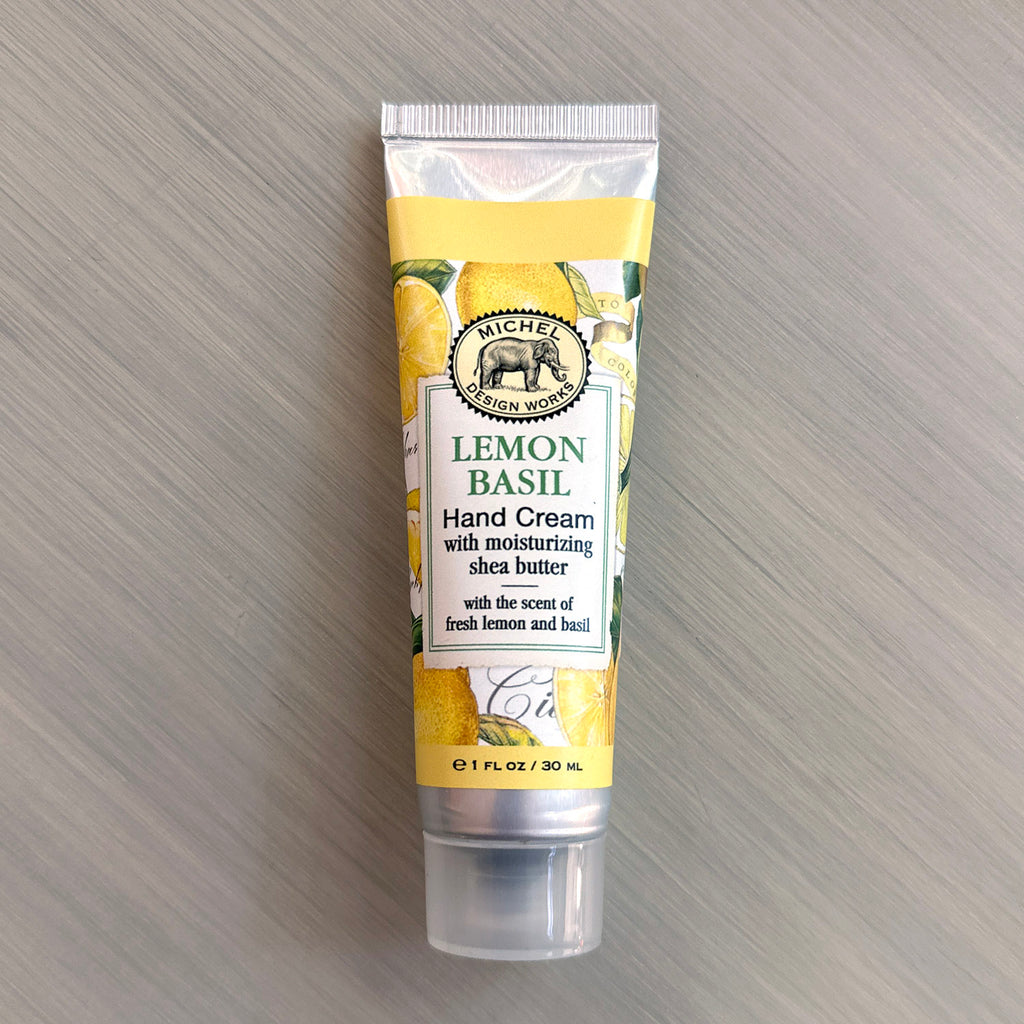 TO
MICHEL
DESIGN WORKS
LEMON
BASIL
Hand Cream
with moisturizing
shea butter
with the scent of
fresh lemon and basil
e 1 FL OZ / 30 ML